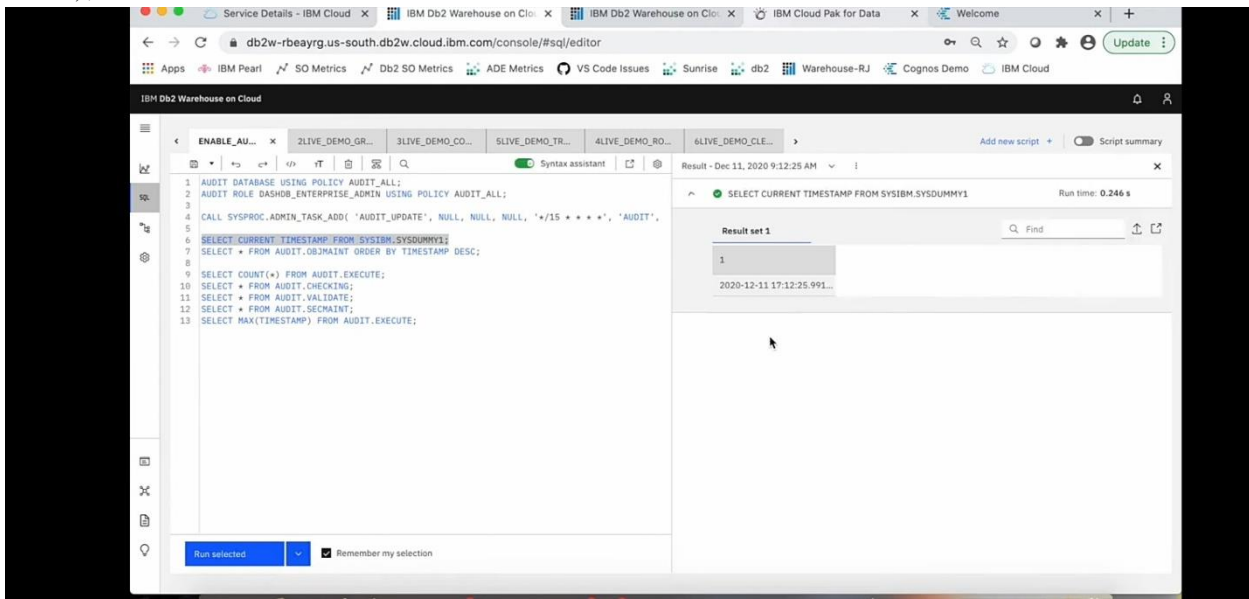 Service Details - IBM Cloud
IBM Db2 Warehouse on Clo
IBM Db2 Warehouse on Clo
IBM Cloud Pak for Data
Welcome
db2w-rbeayrg.us-south.db2w.cloud.ibm.com/console/#sql/editor
Update
Apps
IBM Pearl
SO Metrics
Db2 SO Metrics
ADE Metrics
VS Code Issues
Sunrise
db2
Warehouse-RJ
Cognos Demo
IBM Cloud
IBM Db2 Warehouse on Cloud
ENABLE_AU...
2LIVE_DEMO_GR...
3LIVE_DEMO_CO...
5LIVE_DEMO_TR...
4LIVE_DEMO_RO...
6LIVE_DEMO_CLE...
Add new script +
Script summary
SQL
Syntax assistant
1 AUDIT DATABASE USING POLICY AUDIT_ALL;
2 AUDIT ROLE DASHDB_ENTERPRISE_ADMIN USING POLICY AUDIT_ALL;
3
4 CALL SYSPROC.ADMIN_TASK_ADD( 'AUDIT_UPDATE', NULL, NULL, NULL, '*/15 * * * *', 'AUDIT',
5
6 SELECT CURRENT TIMESTAMP FROM SYSIBM.SYSDUMMY1;
7 SELECT * FROM AUDIT.OBJMAINT ORDER BY TIMESTAMP DESC;
8
9 SELECT COUNT(*) FROM AUDIT.EXECUTE;
10 SELECT * FROM AUDIT.CHECKING;
11 SELECT * FROM AUDIT.VALIDATE;
12 SELECT * FROM AUDIT.SECMAINT;
13 SELECT MAX(TIMESTAMP) FROM AUDIT.EXECUTE;
Run selected
Remember my selection
Result - Dec 11, 2020 9:12:25 AM
SELECT CURRENT TIMESTAMP FROM SYSIBM.SYSDUMMY1
Run time: 0.246 s
Result set 1
Find
1
2020-12-11 17:12:25.991...